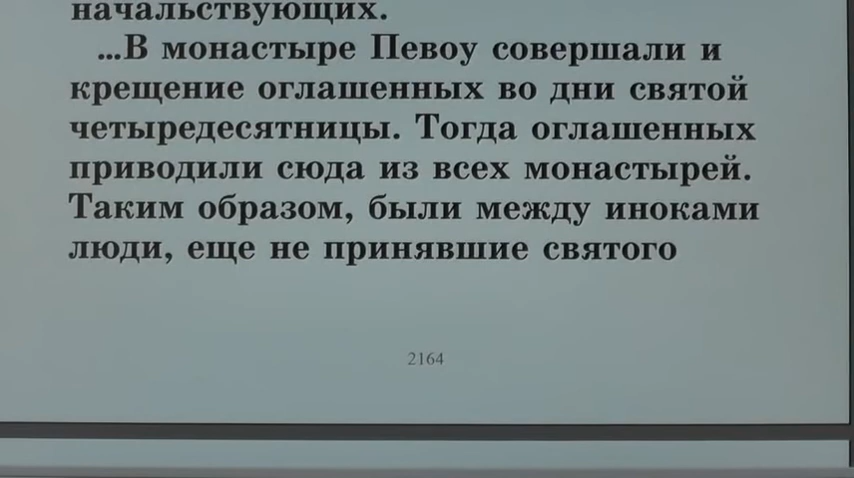 начальствующих.
...В монастыре Певоу совершали и
крещение оглашенных во дни святой
четыредесятницы. Тогда оглашенных
приводили сюда из всех монастырей.
Таким образом, были между иноками
люди, еще не принявшие святого
2164